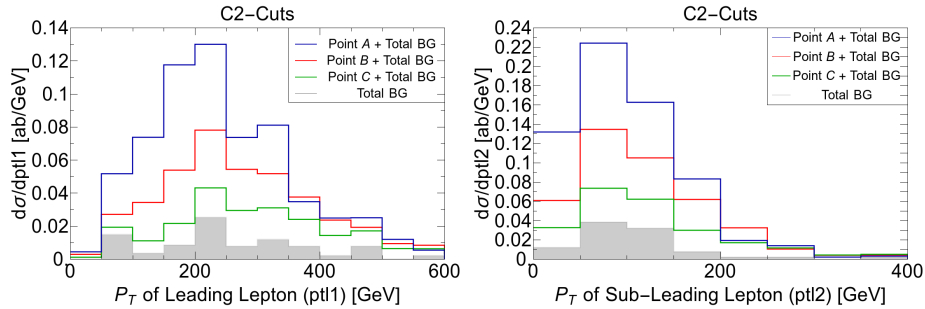 C2−Cuts
0.14
0.12
0.1
0.08
0.06
0.04
0.02
0
dσ/dptl1 [ab/GeV]
Point A + Total BG
Point B + Total BG
Point C + Total BG
Total BG
0 200 400 600
P_T of Leading Lepton (ptl1) [GeV]
C2−Cuts
0.24
0.22
0.2
0.18
0.16
0.14
0.12
0.1
0.08
0.06
0.04
0.02
0
dσ/dptl2 [ab/GeV]
Point A + Total BG
Point B + Total BG
Point C + Total BG
Total BG
0 200 400
P_T of Sub−Leading Lepton (ptl2) [GeV]